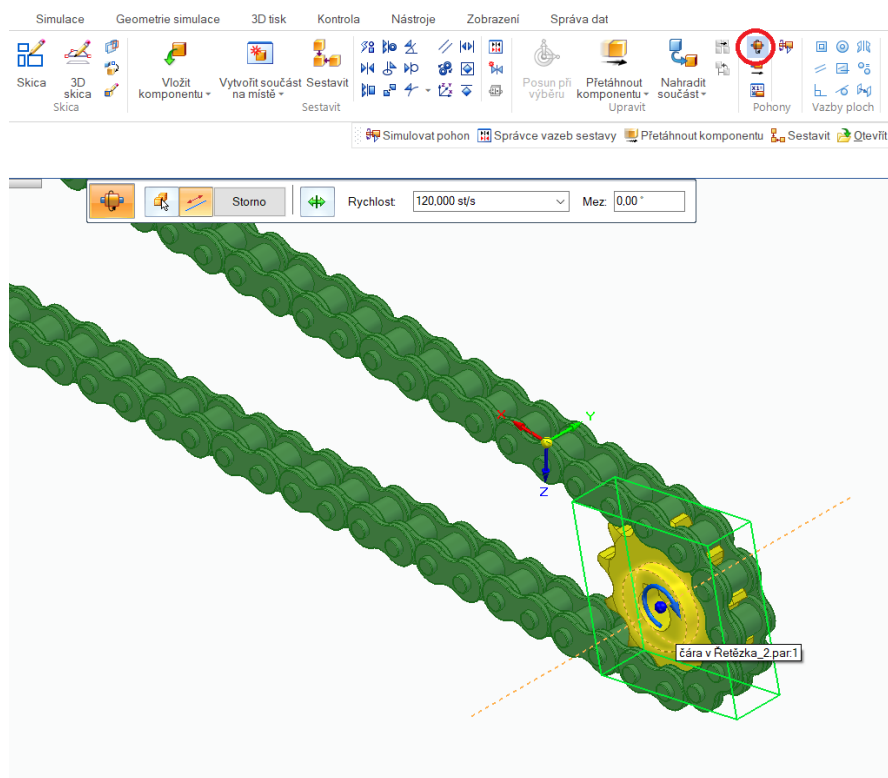 Simulace Geometrie simulace 3D tisk Kontrola Nástroje Zobrazení Správa dat
Skica 3D skica Vložit komponentu Vytvořit součást na místě Sestavit Posun při výběru Přetáhnout komponentu Nahradit součást
Skica Sestavit Upravit Pohony Vazby ploch
Simulovat pohon Správce vazeb sestavy Přetáhnout komponentu Sestavit Otevřít
Storno Rychlost: 120,000 st/s Mez: 0,00 °
X Y
Z
čára v Řetězka_2.par:1